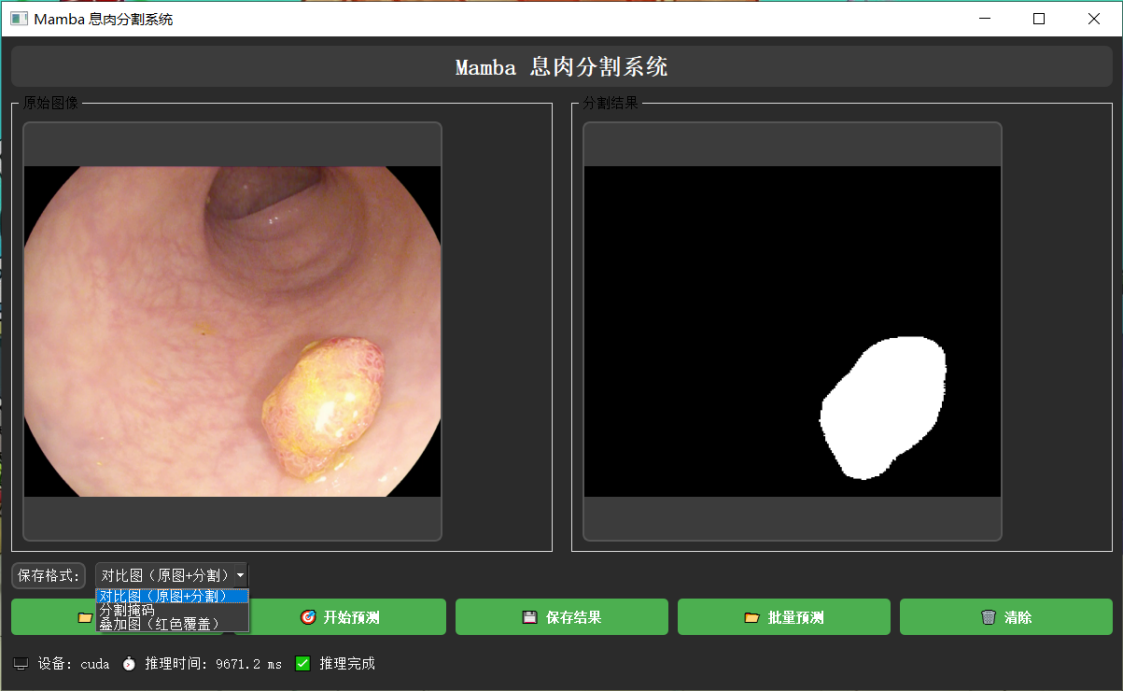 Mamba 息肉分割系统
Mamba 息肉分割系统
原始图像
分割结果
保存格式:
对比图（原图+分割）
对比图（原图+分割）
分割掩码
叠加图（红色覆盖）
开始预测
保存结果
批量预测
清除
设备: cuda 推理时间: 9671.2 ms 推理完成